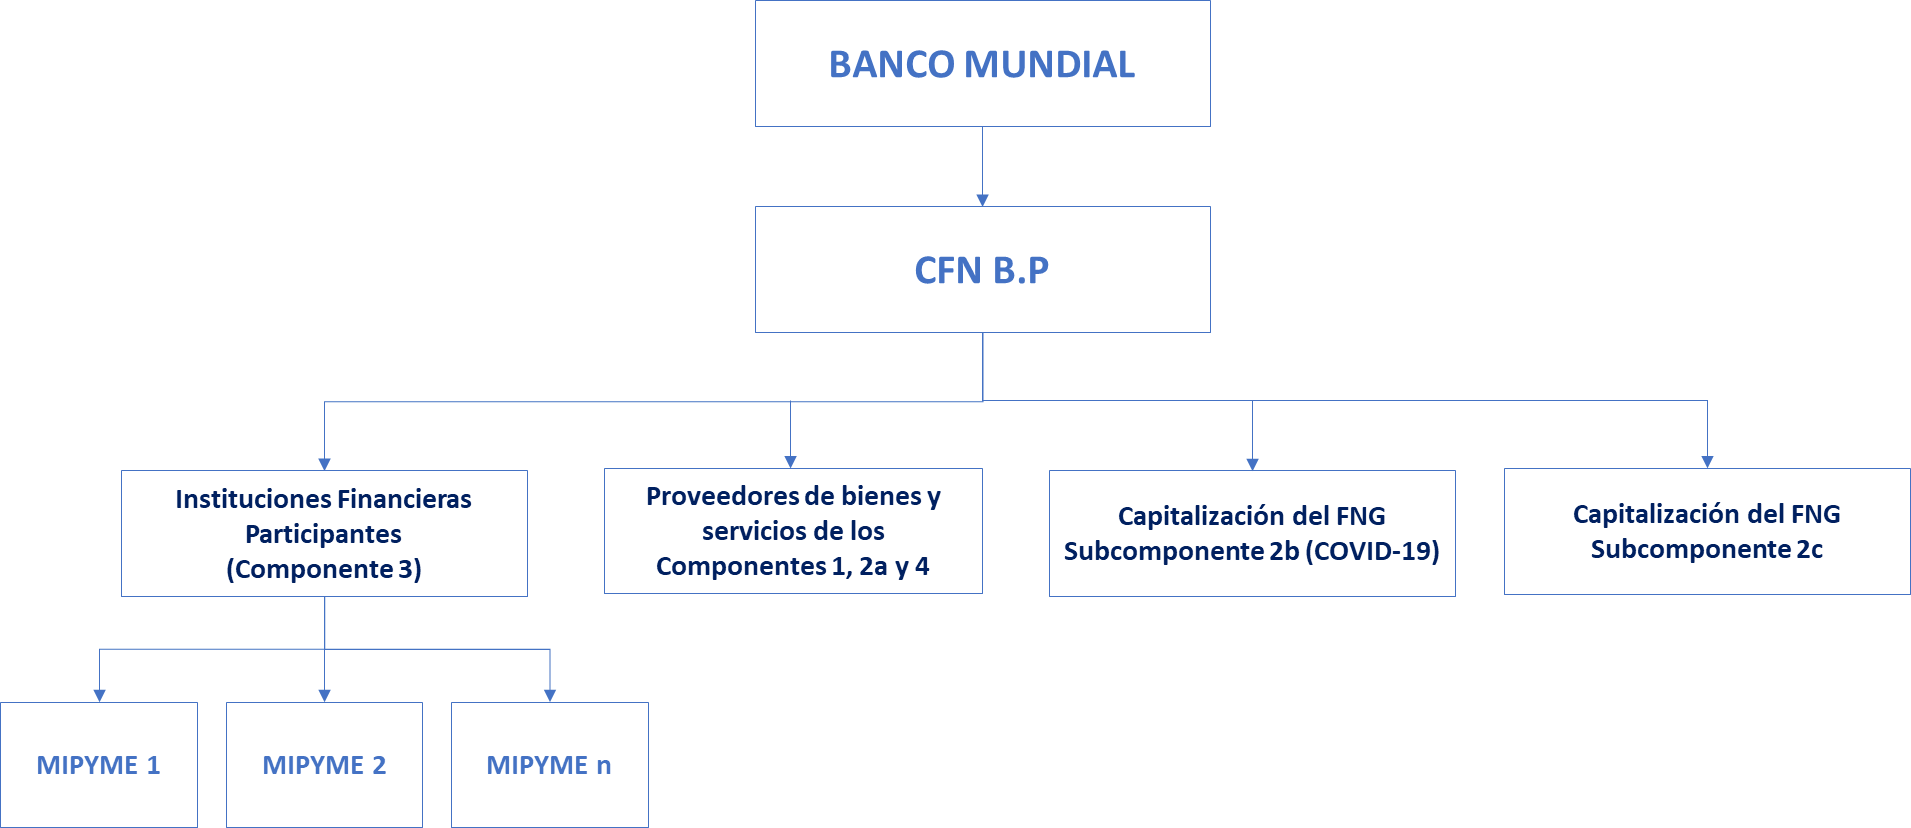 BANCO MUNDIAL
CFN B.P
Instituciones Financieras
Participantes
(Componente 3)
Proveedores de bienes y
servicios de los
Componentes 1, 2a y 4
Capitalización del FNG
Subcomponente 2b (COVID-19)
Capitalización del FNG
Subcomponente 2c
MIPYME 1
MIPYME 2
MIPYME n